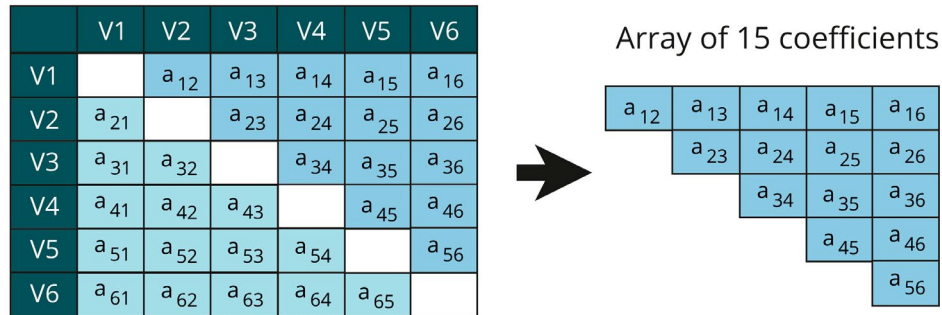 V1 V2 V3 V4 V5 V6
V1 a12 a13 a14 a15 a16
V2 a21 a23 a24 a25 a26
V3 a31 a32 a34 a35 a36
V4 a41 a42 a43 a45 a46
V5 a51 a52 a53 a54 a56
V6 a61 a62 a63 a64 a65
Array of 15 coefficients
a12 a13 a14 a15 a16
a23 a24 a25 a26
a34 a35 a36
a45 a46
a56